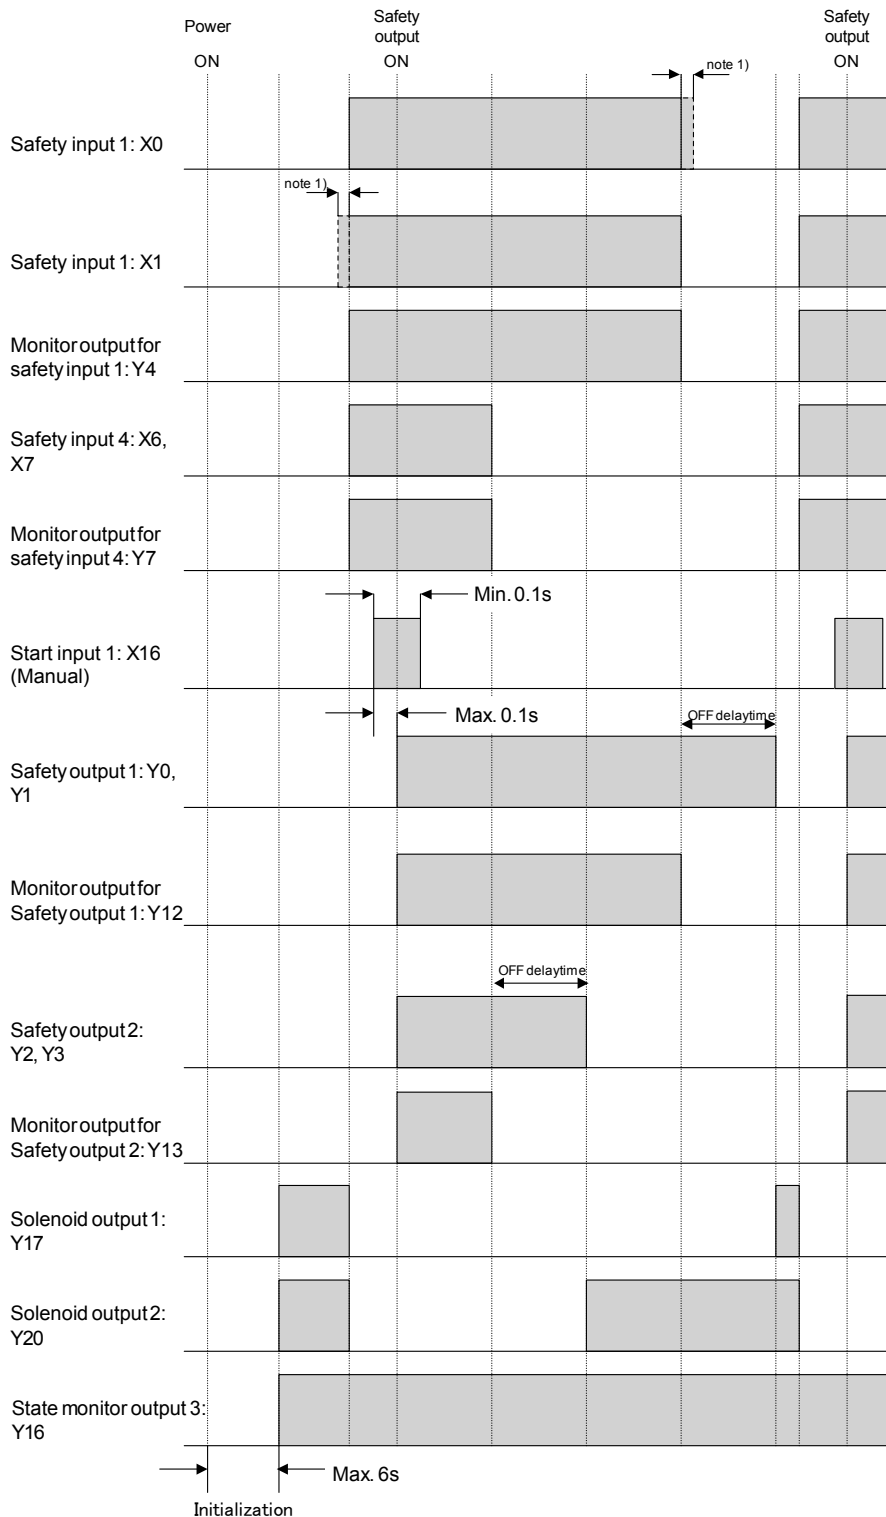 Power
ON
Safety
output
ON
Safety
output
ON
note 1)
Safety input 1: X0
note 1)
Safety input 1: X1
Monitor output for
safety input 1: Y4
Safety input 4: X6,
X7
Monitor output for
safety input 4: Y7
Min. 0.1s
Start input 1: X16
(Manual)
Max. 0.1s
OFF delaytime
Safety output 1: Y0,
Y1
Monitor output for
Safety output 1: Y12
OFF delaytime
Safety output 2:
Y2, Y3
Monitor output for
Safety output 2: Y13
Solenoid output 1:
Y17
Solenoid output 2:
Y20
State monitor output 3:
Y16
Max. 6s
Initialization